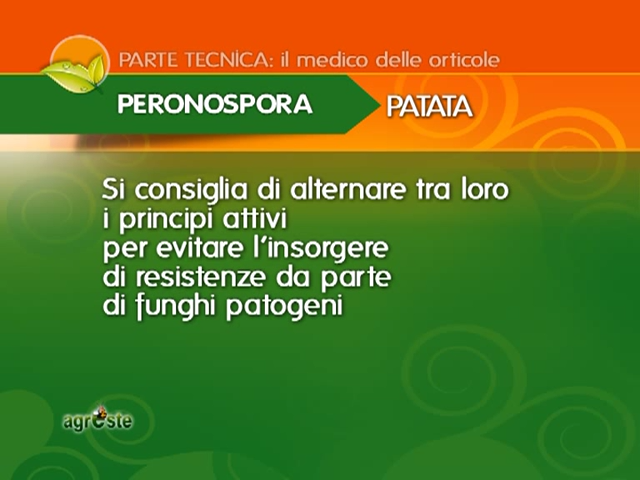 PARTE TECNICA: il medico delle orticole
PERONOSPORA
PATATA
Si consiglia di alternare tra loro
i principi attivi
per evitare l'insorgere
di resistenze da parte
di funghi patogeni
agreste